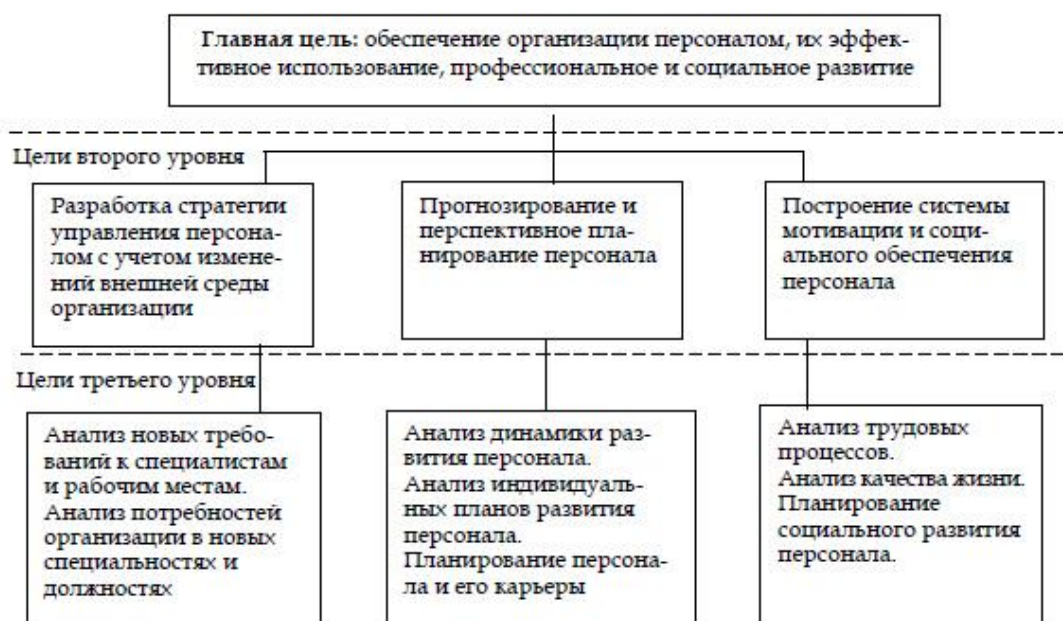 Главная цель: обеспечение организации персоналом, их эффек-
тивное использование, профессиональное и социальное развитие
Цели второго уровня
Разработка стратегии
управления персона-
лом с учетом измене-
ний внешней среды
организации
Прогнозирование и
перспективное пла-
нирование персонала
Построение системы
мотивации и соци-
ального обеспечения
персонала
Цели третьего уровня
Анализ новых требо-
ваний к специалистам
и рабочим местам.
Анализ потребностей
организации в новых
специальностях и
должностях
Анализ динамики раз-
вития персонала.
Анализ индивидуаль-
ных планов развития
персонала.
Планирование персона-
ла и его карьеры
Анализ трудовых
процессов.
Анализ качества жизни.
Планирование
социального развития
персонала.